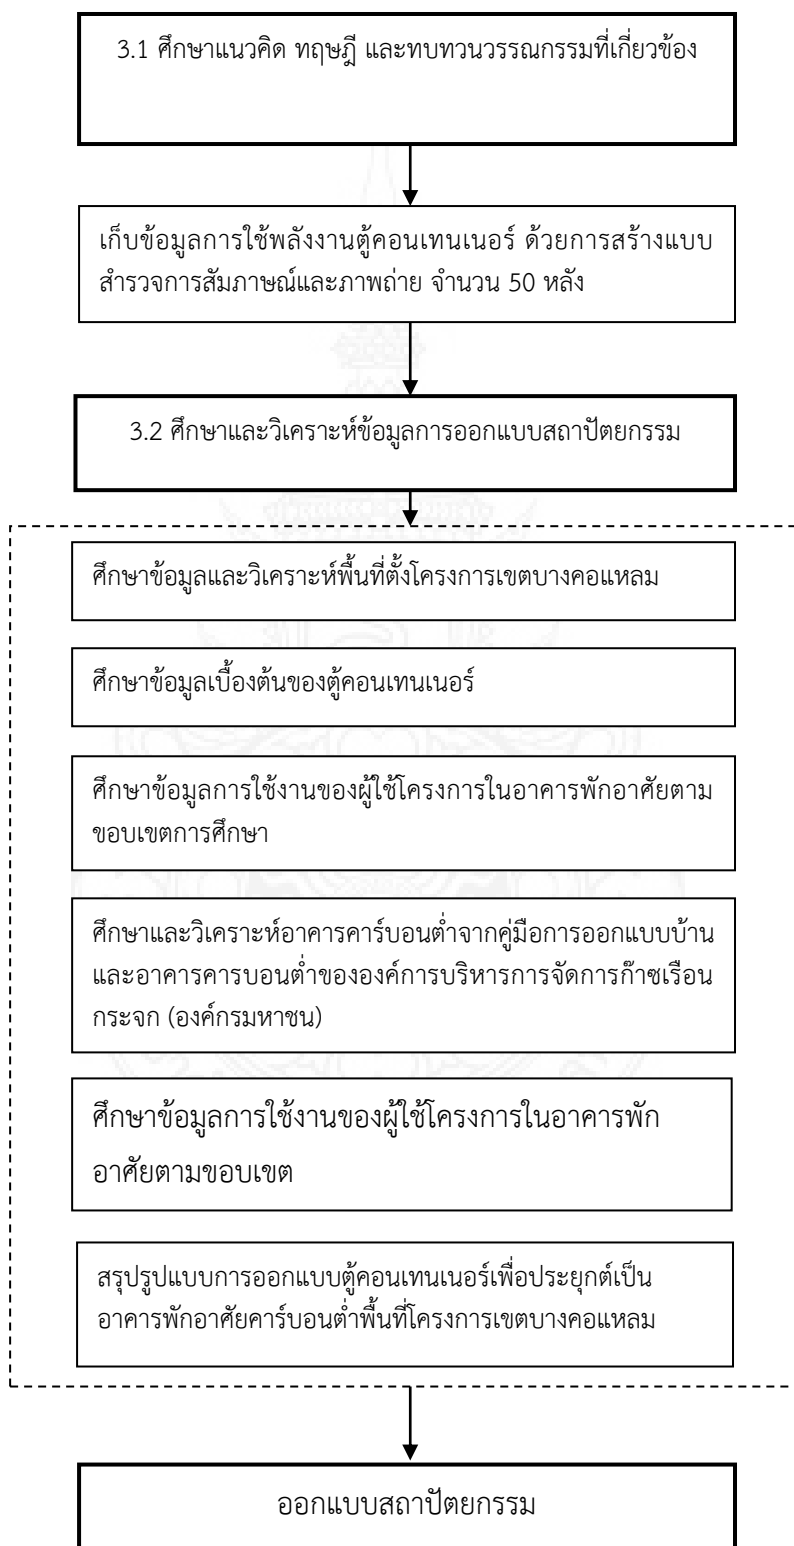 3.1 ศึกษาแนวคิด ทฤษฎี และทบทวนวรรณกรรมที่เกี่ยวข้อง
เก็บข้อมูลการใช้พลังงานตู้คอนเทนเนอร์ ด้วยการสร้างแบบ
สำรวจการสัมภาษณ์และภาพถ่าย จำนวน 50 หลัง
3.2 ศึกษาและวิเคราะห์ข้อมูลการออกแบบสถาปัตยกรรม
ศึกษาข้อมูลและวิเคราะห์พื้นที่ตั้งโครงการเขตบางคอแหลม
ศึกษาข้อมูลเบื้องต้นของตู้คอนเทนเนอร์
ศึกษาข้อมูลการใช้งานของผู้ใช้โครงการในอาคารพักอาศัยตาม
ขอบเขตการศึกษา
ศึกษาและวิเคราะห์อาคารคาร์บอนต่ำจากคู่มือการออกแบบบ้าน
และอาคารคารบอนต่ำขององค์การบริหารการจัดการก๊าซเรือน
กระจก (องค์กรมหาชน)
ศึกษาข้อมูลการใช้งานของผู้ใช้โครงการในอาคารพัก
อาศัยตามขอบเขต
สรุปรูปแบบการออกแบบตู้คอนเทนเนอร์เพื่อประยุกต์เป็น
อาคารพักอาศัยคาร์บอนต่ำพื้นที่โครงการเขตบางคอแหลม
ออกแบบสถาปัตยกรรม